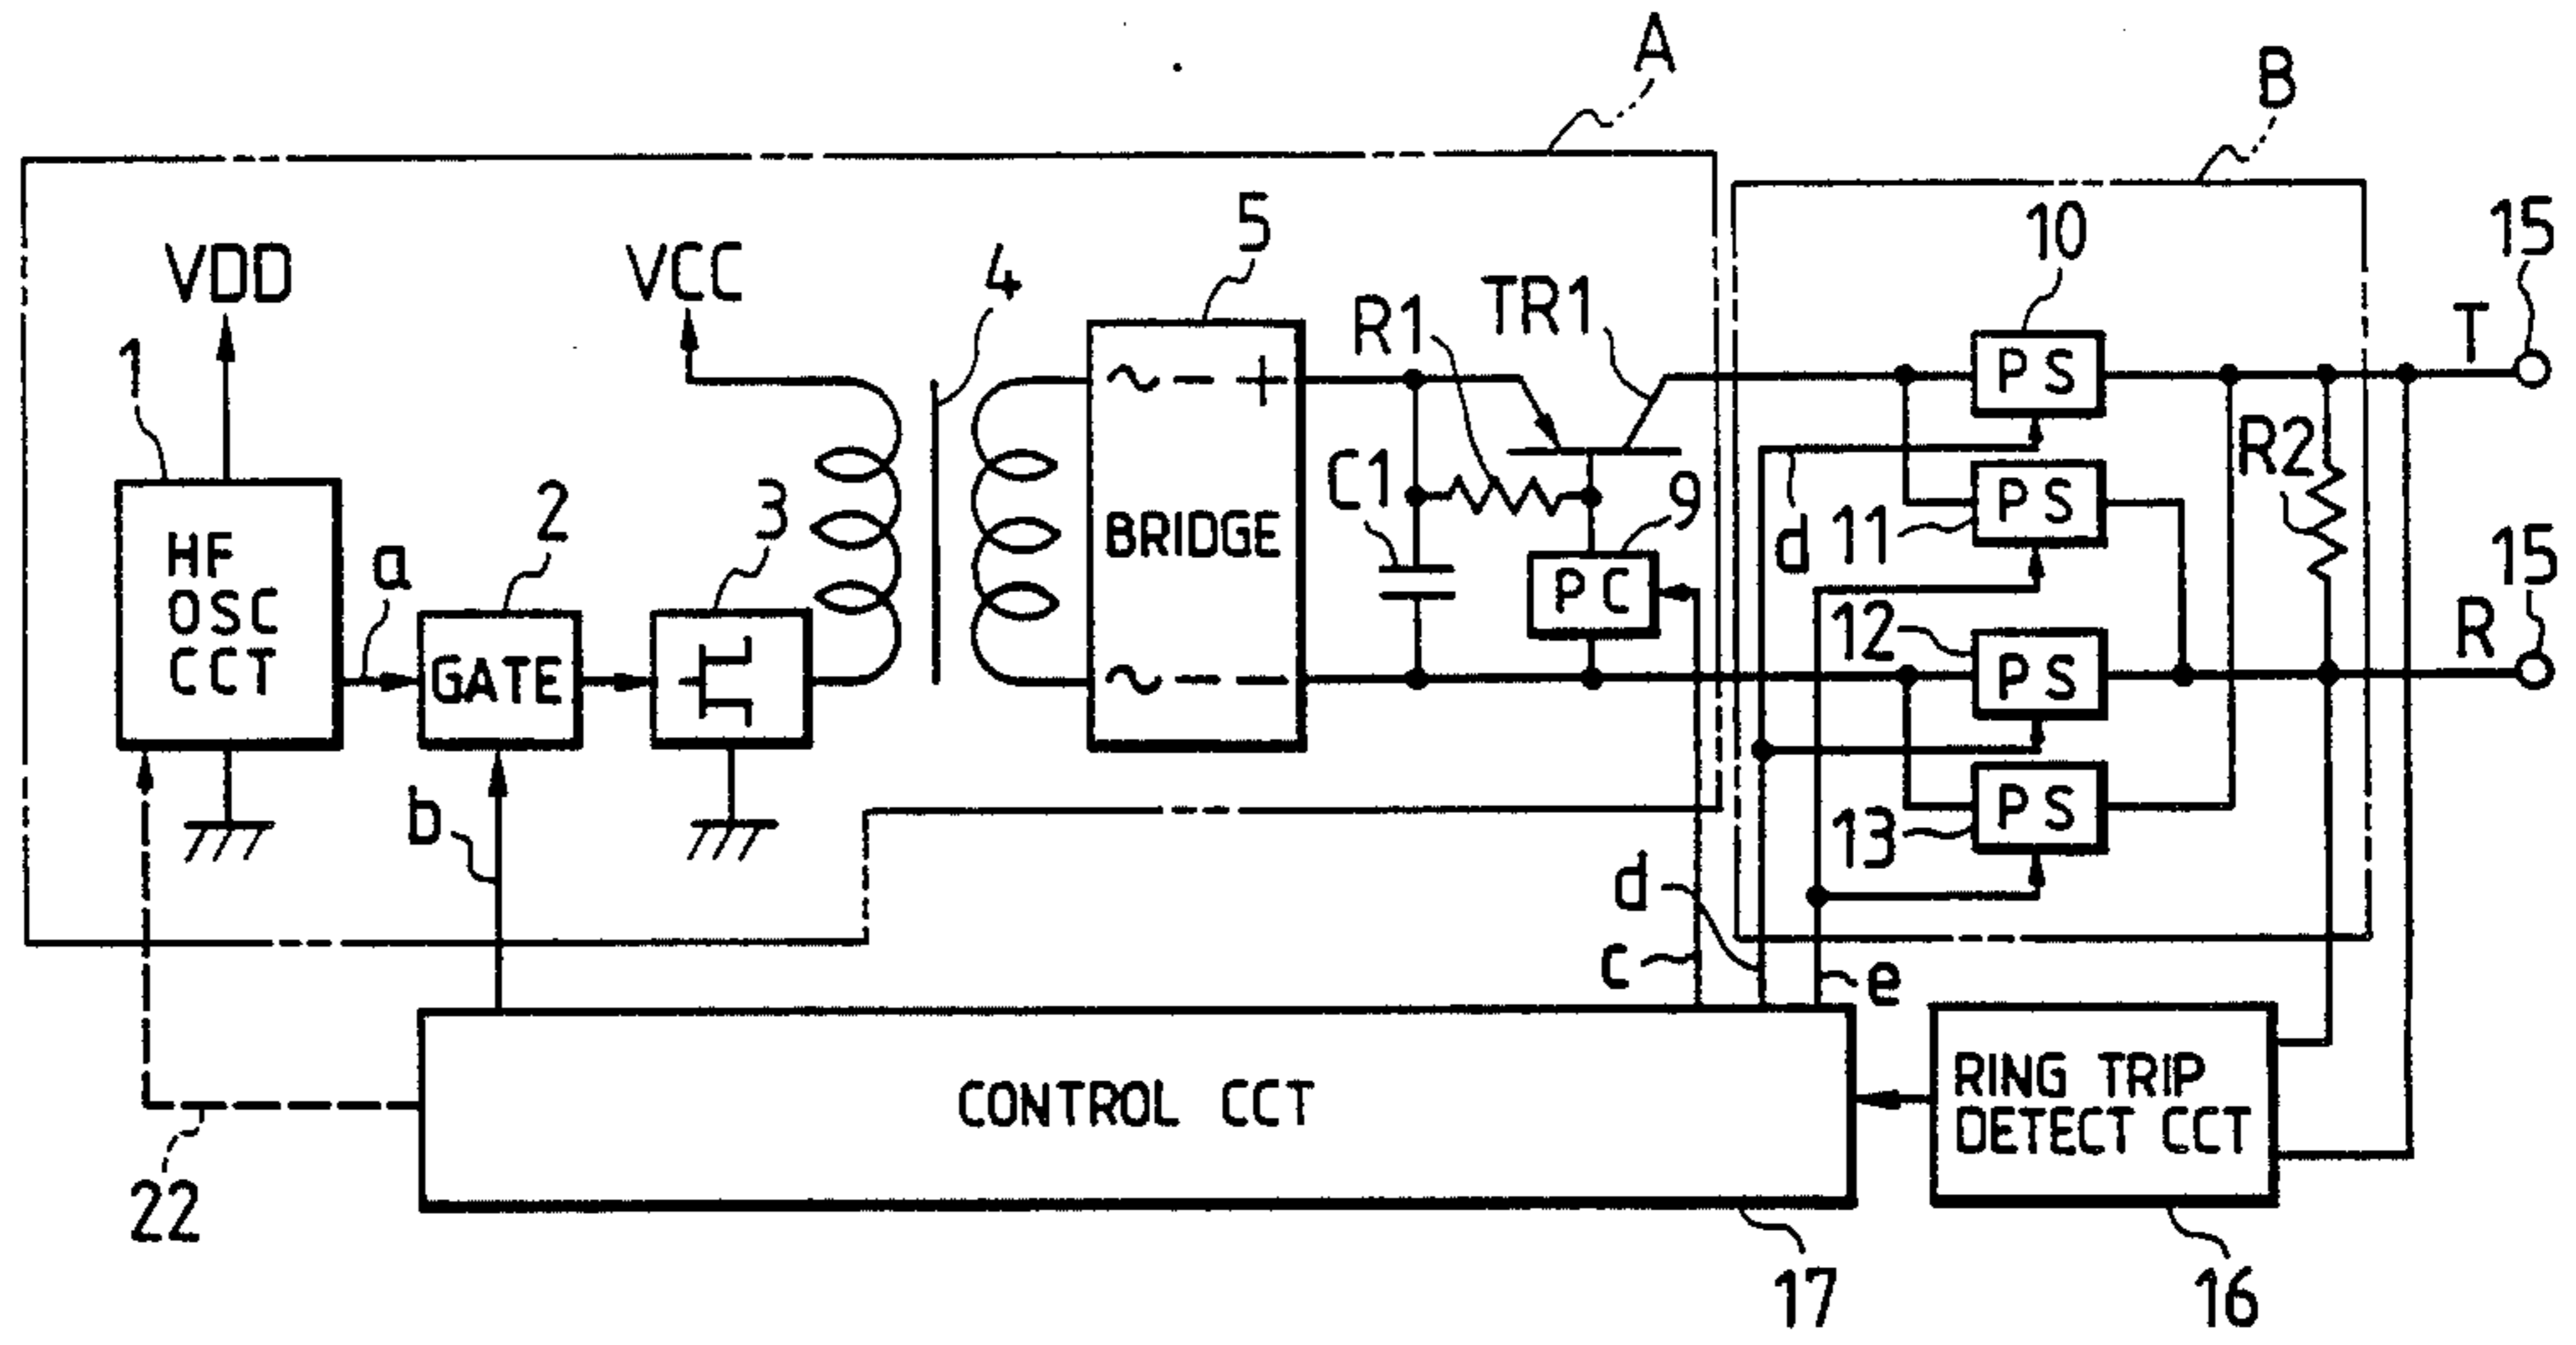 A
B
VDD
VCC
4
5
R1
TR1
10
15
T
1
PS
~ — +
R2
HF
OSC
CCT
a
2
3
BRIDGE
C1
9
PC
d
11
PS
15
R
GATE
12
PS
~ — —
b
13
PS
d
c
e
CONTROL CCT
RING TRIP
DETECT CCT
22
17
16